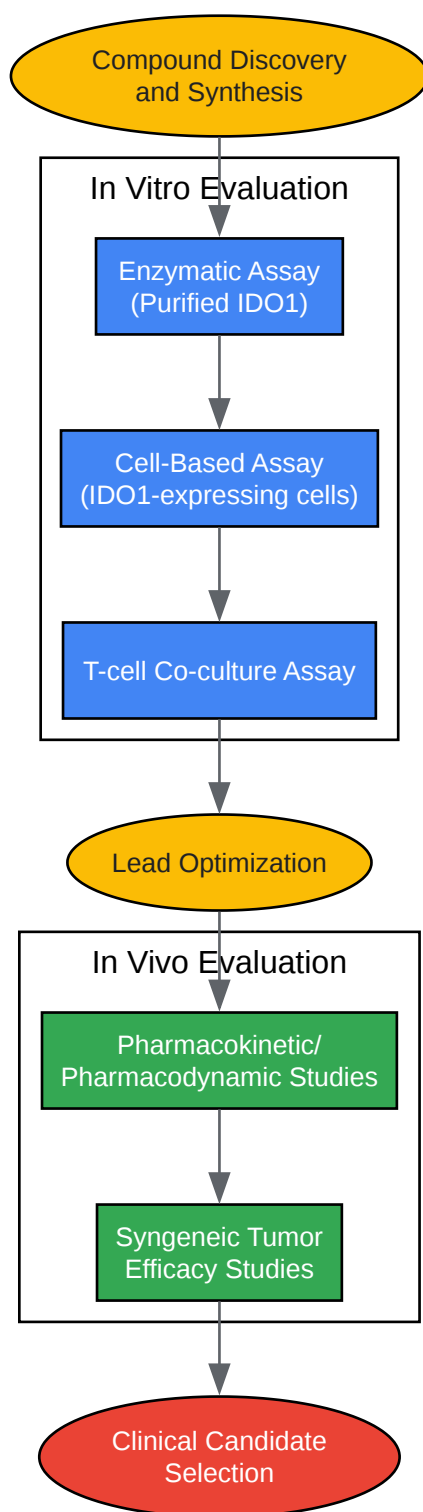 Compound Discovery
and Synthesis
In Vitro Evaluation
Enzymatic Assay
(Purified IDO1)
Cell-Based Assay
(IDO1-expressing cells)
T-cell Co-culture Assay
Lead Optimization
In Vivo Evaluation
Pharmacokinetic/
Pharmacodynamic Studies
Syngeneic Tumor
Efficacy Studies
Clinical Candidate
Selection